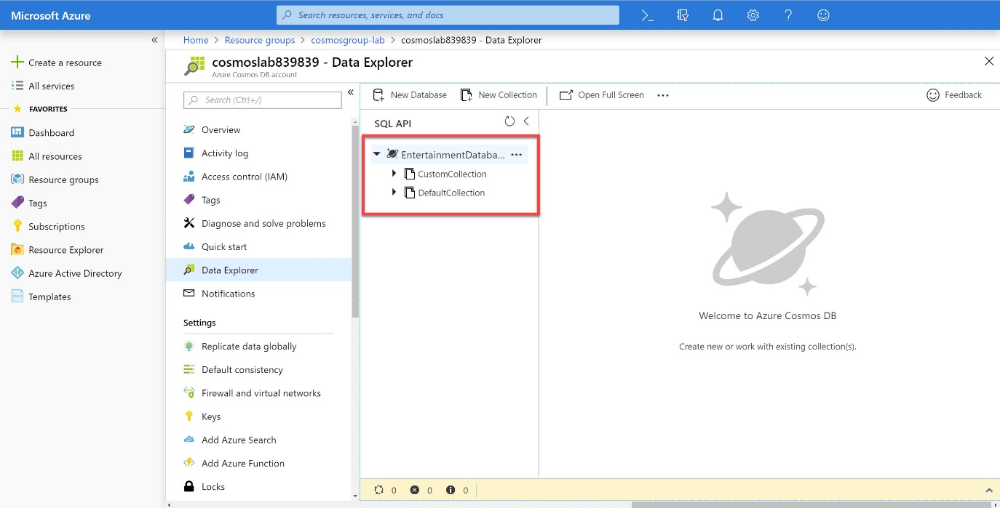 Microsoft Azure
Search resources, services, and docs
Home > Resource groups > cosmosgroup-lab > cosmoslab839839 - Data Explorer
Create a resource
All services
FAVORITES
Dashboard
All resources
Resource groups
Tags
Subscriptions
Resource Explorer
Azure Active Directory
Templates
cosmoslab839839 - Data Explorer
Azure Cosmos DB account
Search (Ctrl+/)
Overview
Activity log
Access control (IAM)
Tags
Diagnose and solve problems
Quick start
Data Explorer
Notifications
Settings
Replicate data globally
Default consistency
Firewall and virtual networks
Keys
Add Azure Search
Add Azure Function
Locks
New Database New Collection Open Full Screen ... Feedback
SQL API
EntertainmentDataba... ...
CustomCollection
DefaultCollection
Welcome to Azure Cosmos DB
Create new or work with existing collection(s).
0 0 0